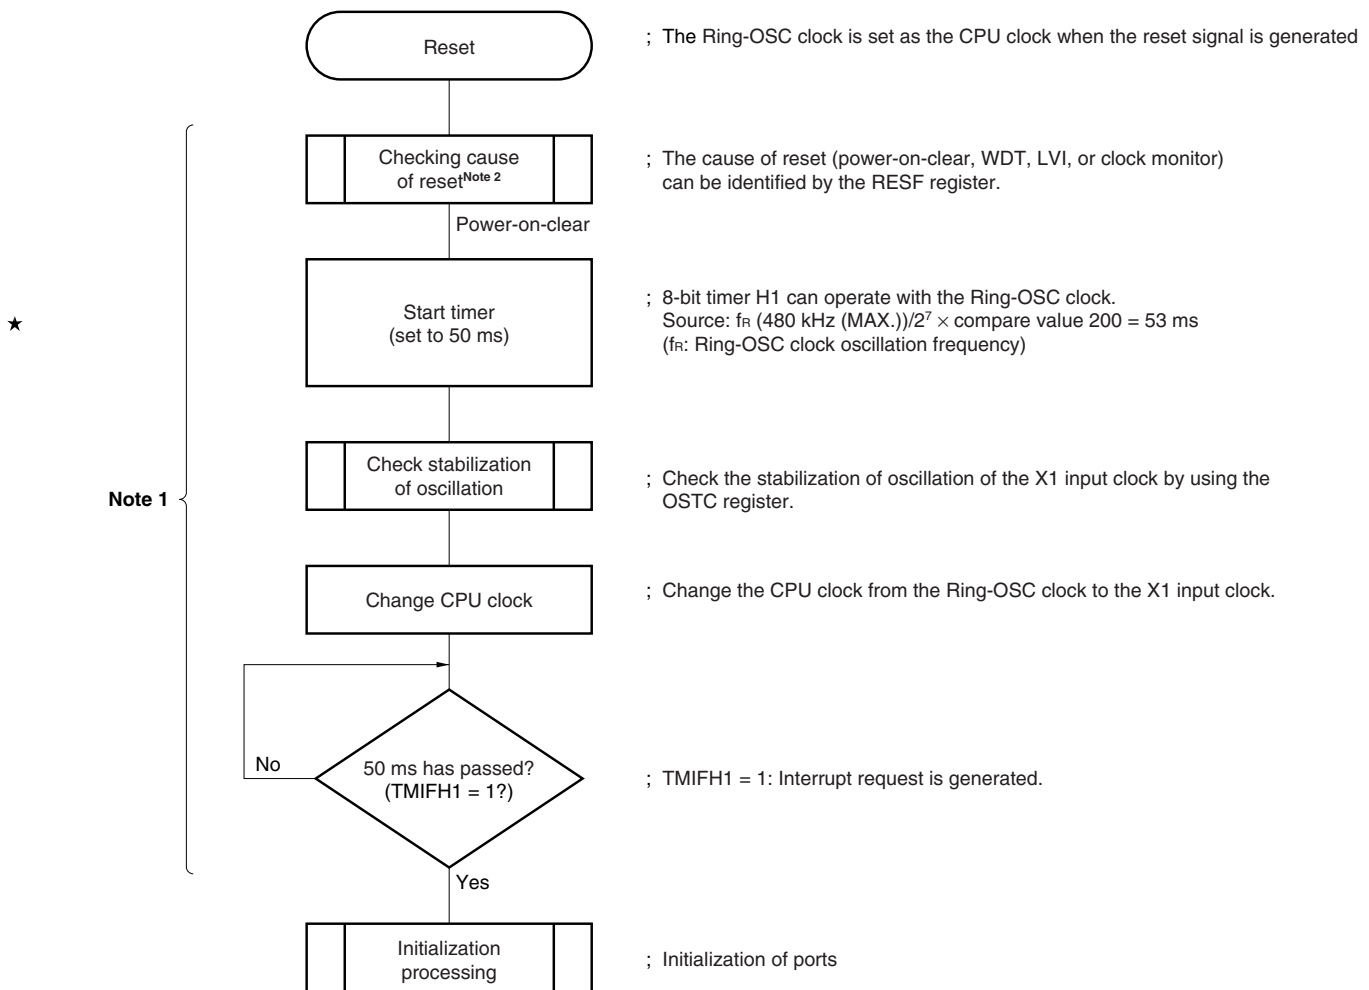 Reset
; The Ring-OSC clock is set as the CPU clock when the reset signal is generated
Checking cause
of reset Note 2
; The cause of reset (power-on-clear, WDT, LVI, or clock monitor)
can be identified by the RESF register.
Power-on-clear
★
Start timer
(set to 50 ms)
; 8-bit timer H1 can operate with the Ring-OSC clock.
Source: fR (480 kHz (MAX.))/2⁷ × compare value 200 = 53 ms
(fR: Ring-OSC clock oscillation frequency)
Note 1
Check stabilization
of oscillation
; Check the stabilization of oscillation of the X1 input clock by using the
OSTC register.
Change CPU clock
; Change the CPU clock from the Ring-OSC clock to the X1 input clock.
No
50 ms has passed?
(TMIFH1 = 1?)
; TMIFH1 = 1: Interrupt request is generated.
Yes
Initialization
processing
; Initialization of ports